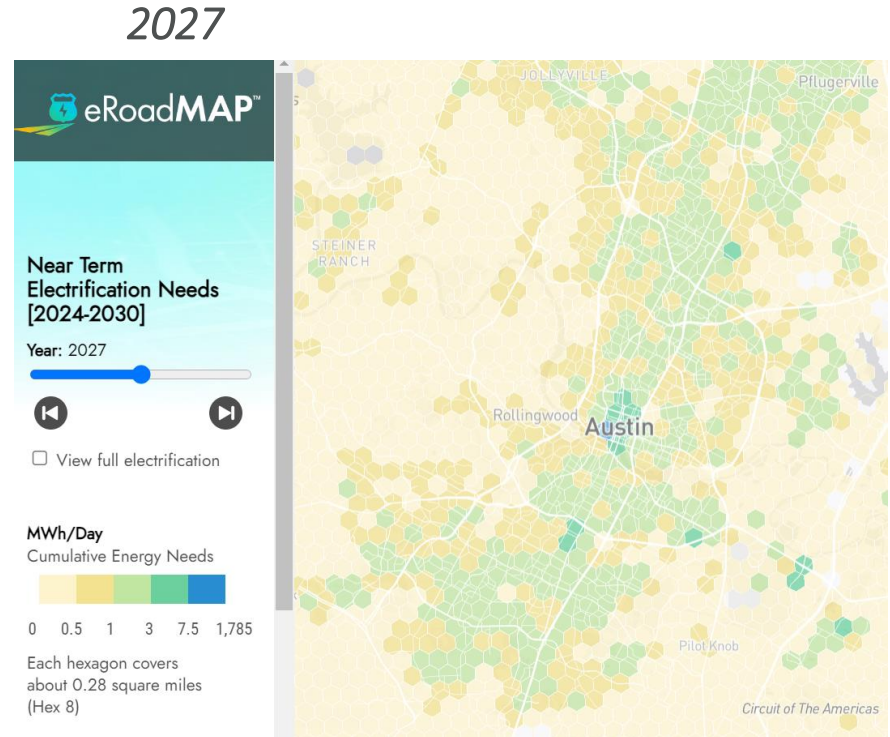 2027
eRoadMAP™
Near Term
Electrification Needs
[2024-2030]
Year: 2027
View full electrification
MWh/Day
Cumulative Energy Needs
0 0.5 1 3 7.5 1,785
Each hexagon covers
about 0.28 square miles
(Hex 8)
JOLLYVILLE
Pflugerville
STEINER
RANCH
Rollingwood
Austin
Pilot Knob
Circuit of The Americas